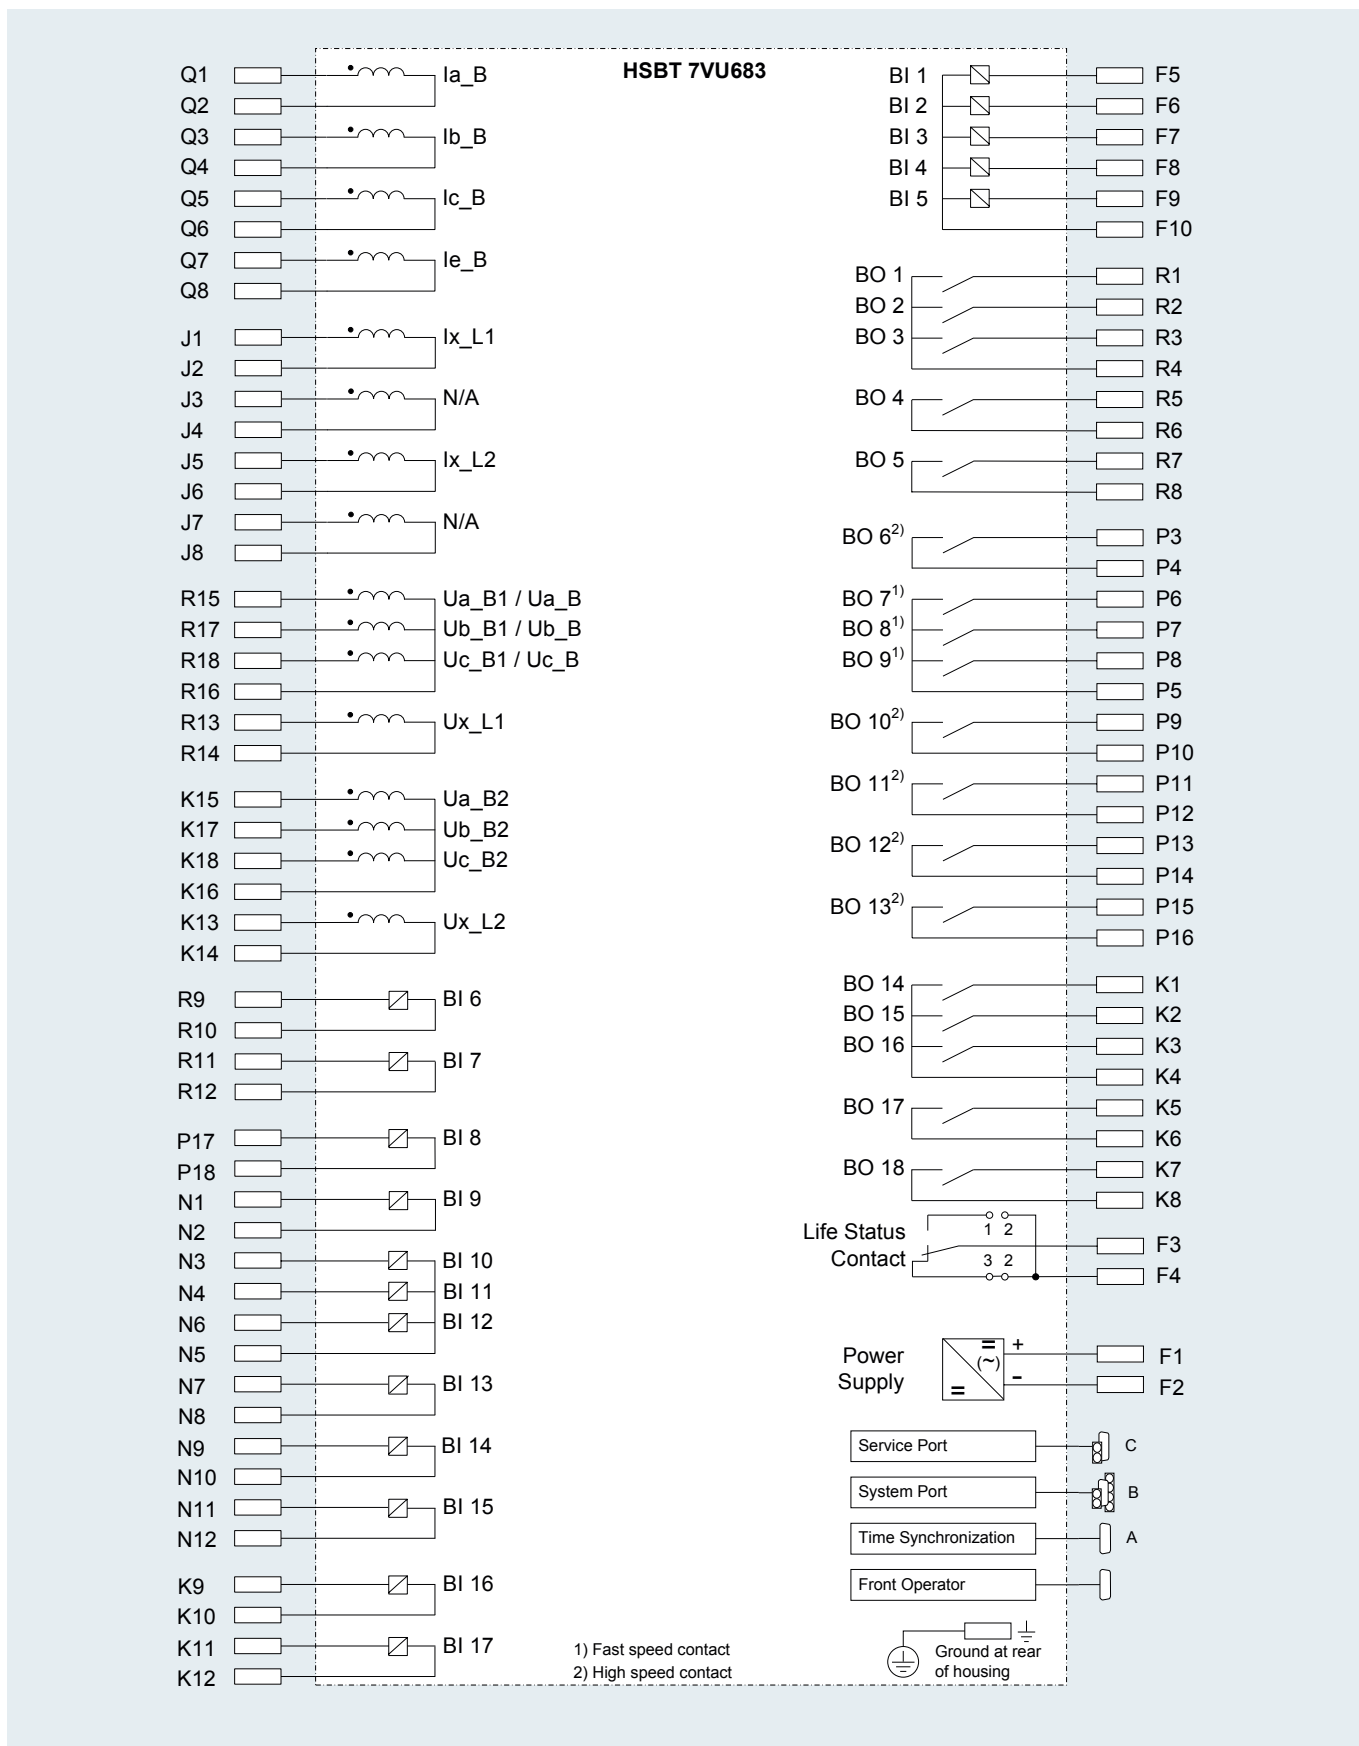 HSBT 7VU683
Q1 Ia_B
Q2
Q3 Ib_B
Q4
Q5 Ic_B
Q6
Q7 Ie_B
Q8
J1 Ix_L1
J2
J3 N/A
J4
J5 Ix_L2
J6
J7 N/A
J8
R15 Ua_B1 / Ua_B
R17 Ub_B1 / Ub_B
R18 Uc_B1 / Uc_B
R16
R13 Ux_L1
R14
K15 Ua_B2
K17 Ub_B2
K18 Uc_B2
K16
K13 Ux_L2
K14
R9 BI 6
R10
R11 BI 7
R12
P17 BI 8
P18
N1 BI 9
N2
N3 BI 10
N4 BI 11
N6 BI 12
N5
N7 BI 13
N8
N9 BI 14
N10
N11 BI 15
N12
K9 BI 16
K10
K11 BI 17
K12
BI 1 F5
BI 2 F6
BI 3 F7
BI 4 F8
BI 5 F9
F10
BO 1 R1
BO 2 R2
BO 3 R3
R4
BO 4 R5
R6
BO 5 R7
R8
BO 6²⁾ P3
P4
BO 7¹⁾ P6
BO 8¹⁾ P7
BO 9¹⁾ P8
P5
BO 10²⁾ P9
P10
BO 11²⁾ P11
P12
BO 12²⁾ P13
P14
BO 13²⁾ P15
P16
BO 14 K1
BO 15 K2
BO 16 K3
K4
BO 17 K5
K6
BO 18 K7
K8
Life Status 1 2 F3
Contact 3 2 F4
Power = + F1
(~)
Supply = - F2
Service Port C
System Port B
Time Synchronization A
Front Operator
Ground at rear
of housing
1) Fast speed contact
2) High speed contact